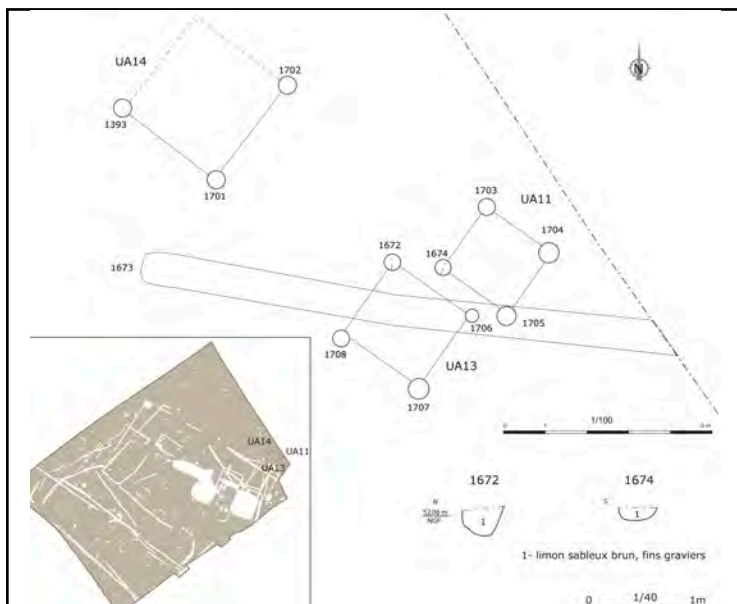 UA14
1702
1393
1701
N
1703
UA11
1704
1672
1674
1673
1706
1705
1708
UA13
1707
1/100
UA14
UA11
UA13
1672
1674
N
S
NGF
1
1
1- limon sableux brun, fins graviers
0 1/40 1m